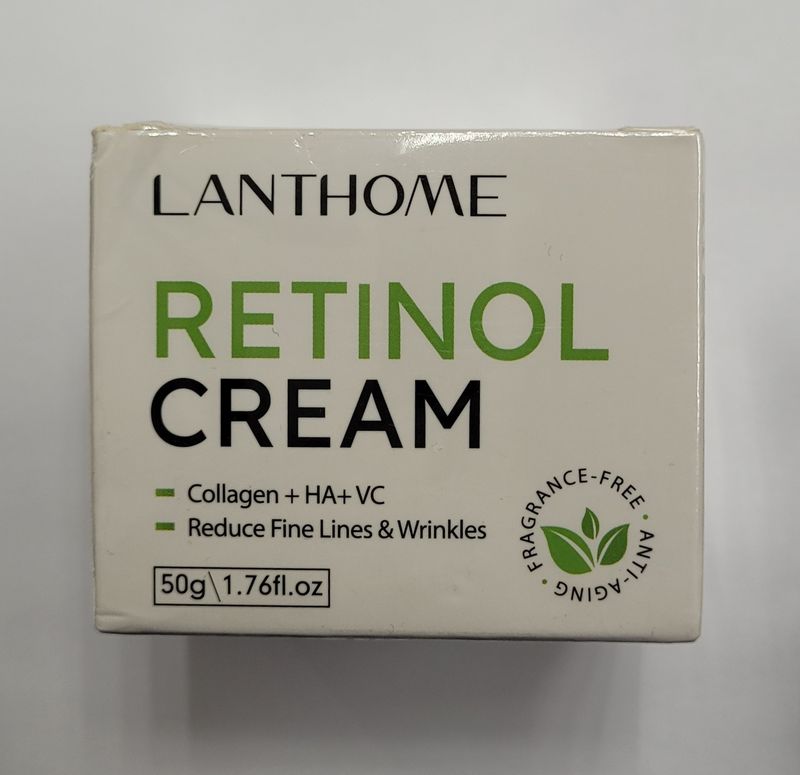 LANTHOME
RETINOL
CREAM
Collagen + HA+ VC
Reduce Fine Lines & Wrinkles
50g\1.76fl.oz
FRAGRANCE-FREE • ANTI-AGING •